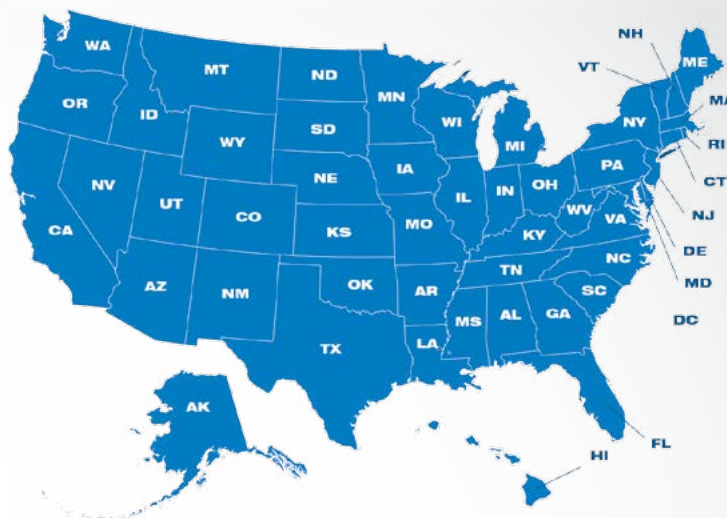 NH
WA
ME
VT
MT
ND
MN
MA
OR
ID
WI
NY
SD
WY
MI
RI
PA
IA
CT
NE
NV
OH
IL
IN
UT
CO
NJ
WV
VA
CA
KS
MO
KY
DE
NC
TN
MD
AZ
NM
OK
AR
SC
MS
AL
GA
DC
LA
TX
AK
FL
HI